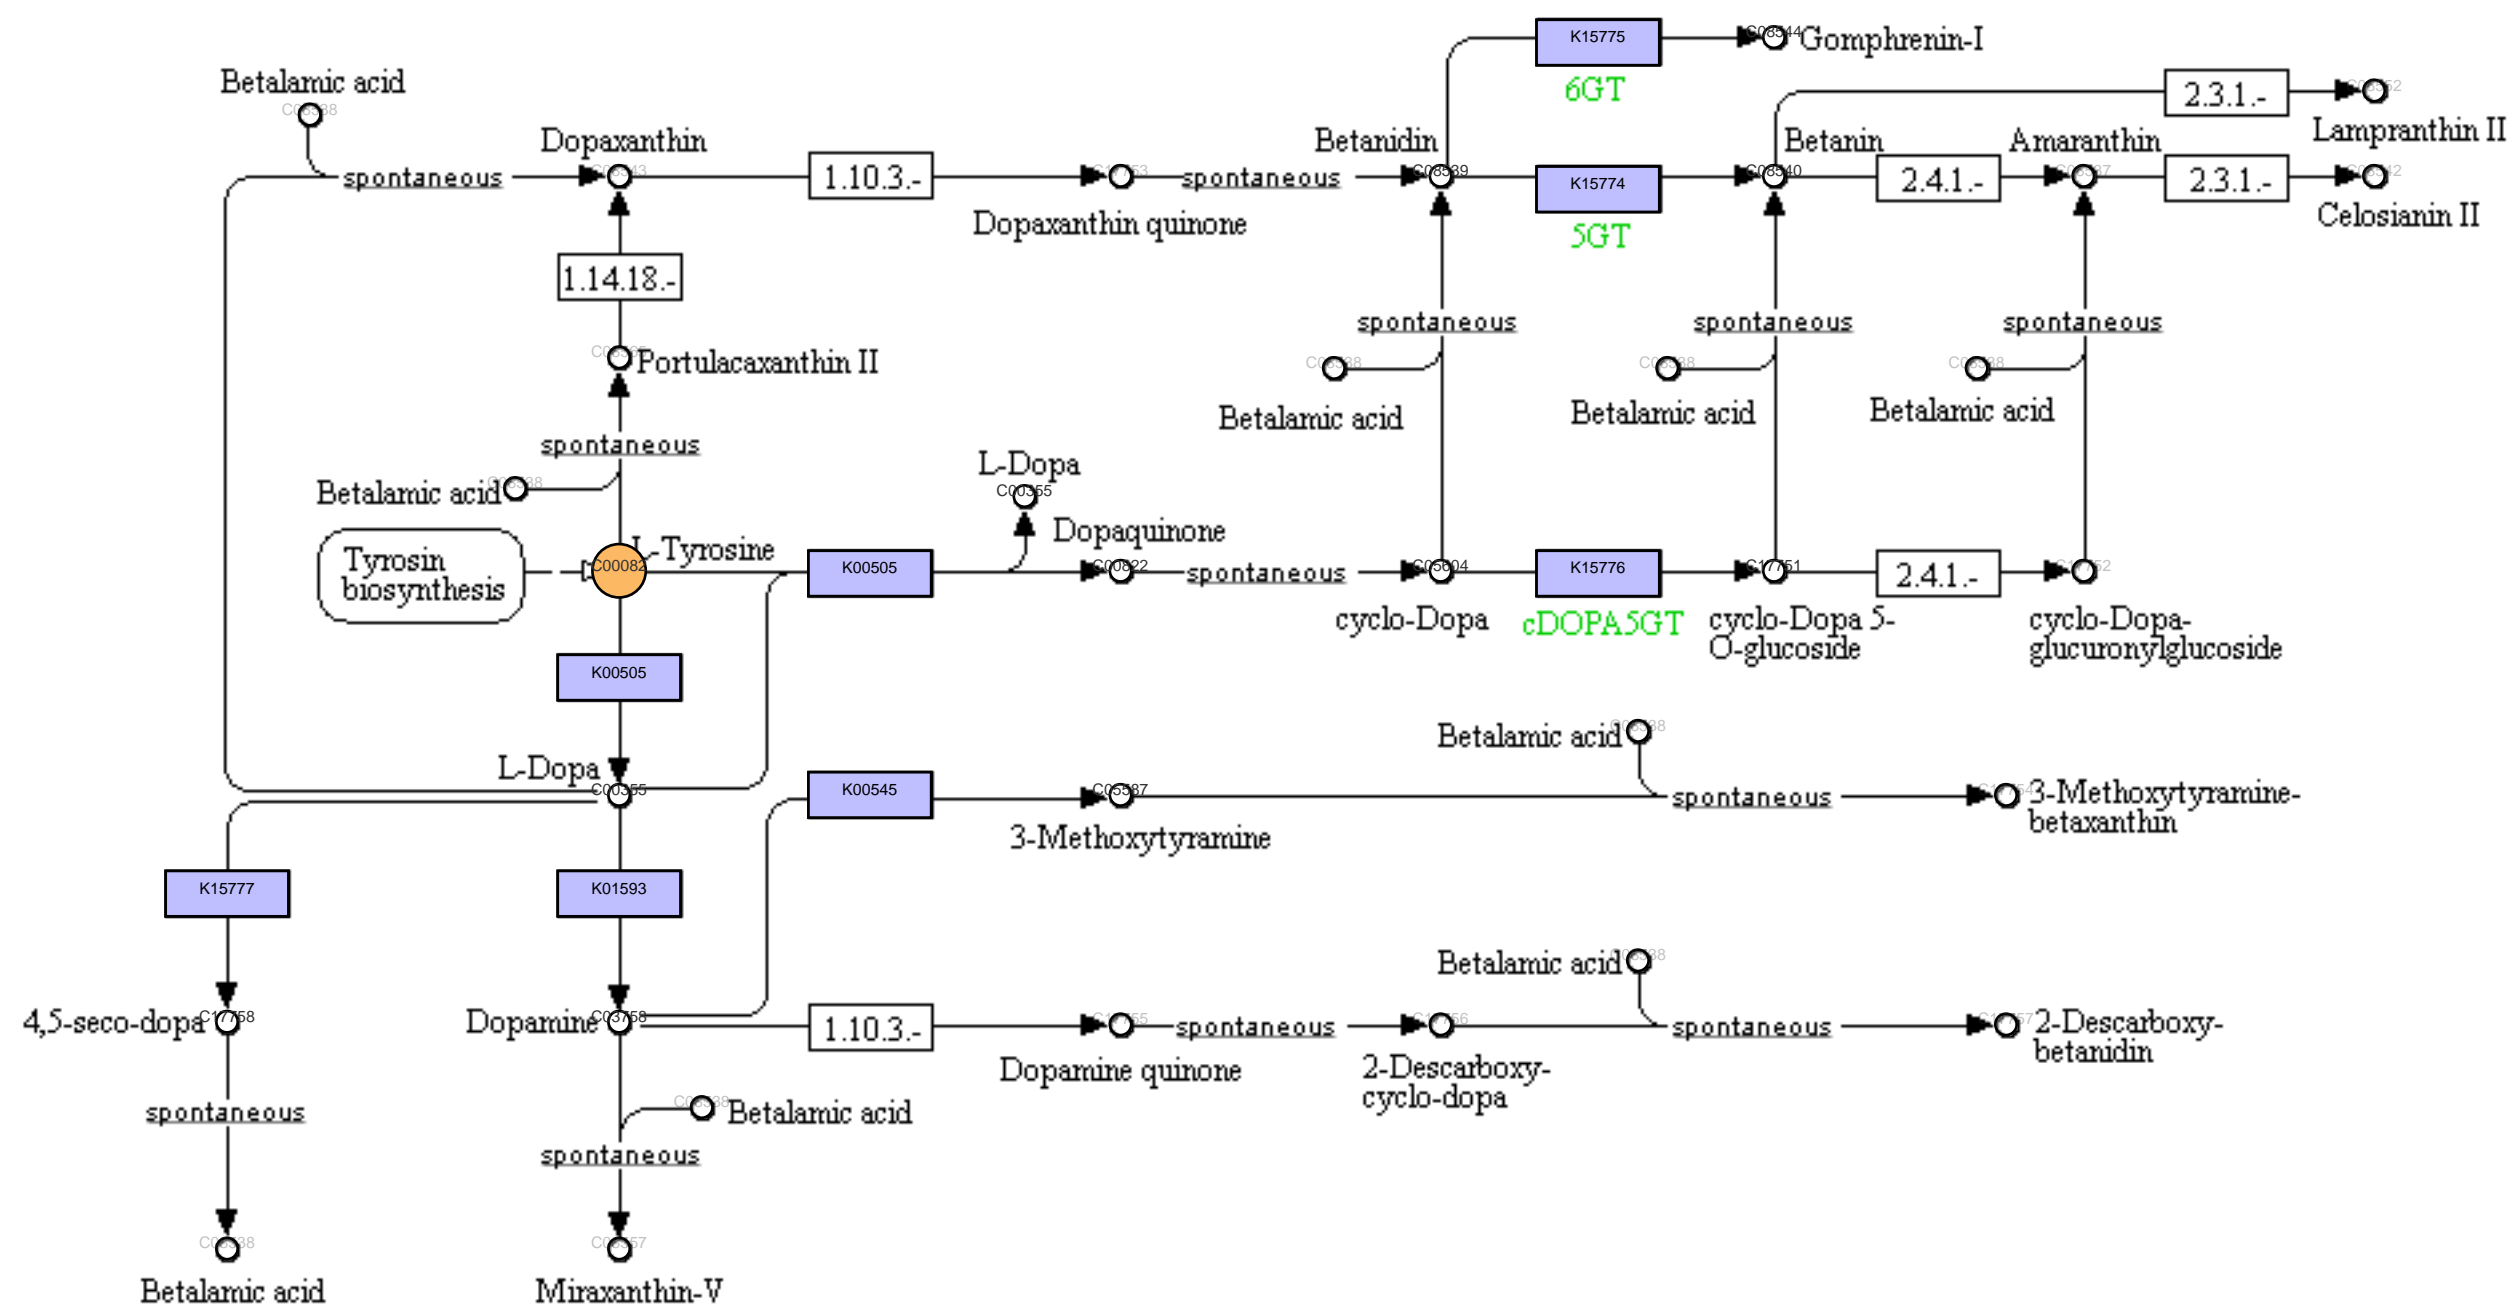 K15775
C08544
Gomphrenin-I
6GT
Betalamic acid
2.3.1.-
Lampranthin II
Dopaxanthin
Betanidin
Betanin
Amaranthin
spontaneous
1.10.3.-
spontaneous
C08539
K15774
C08540
2.4.1.-
2.3.1.-
Celosianin II
Dopaxanthin quinone
5GT
1.14.18.-
spontaneous
spontaneous
spontaneous
Portulacaxanthin II
Betalamic acid
Betalamic acid
Betalamic acid
spontaneous
L-Dopa
C00355
Betalamic acid
Dopaquinone
Tyrosin
biosynthesis
C00082
L-Tyrosine
K00505
C00822
spontaneous
C05604
K15776
C17751
2.4.1.-
cyclo-Dopa
cDOPA5GT
cyclo-Dopa 5-
O-glucoside
cyclo-Dopa-
glucuronylglucoside
K00505
Betalamic acid
L-Dopa
C00355
K00545
C05587
spontaneous
3-Methoxytyramine-
betaxanthin
3-Methoxytyramine
K15777
K01593
Betalamic acid
4,5-seco-dopa
C17758
Dopamine
C03758
1.10.3.-
spontaneous
spontaneous
2-Descarboxy-
betanidin
Dopamine quinone
2-Descarboxy-
cyclo-dopa
spontaneous
Betalamic acid
spontaneous
Betalamic acid
Miraxanthin-V